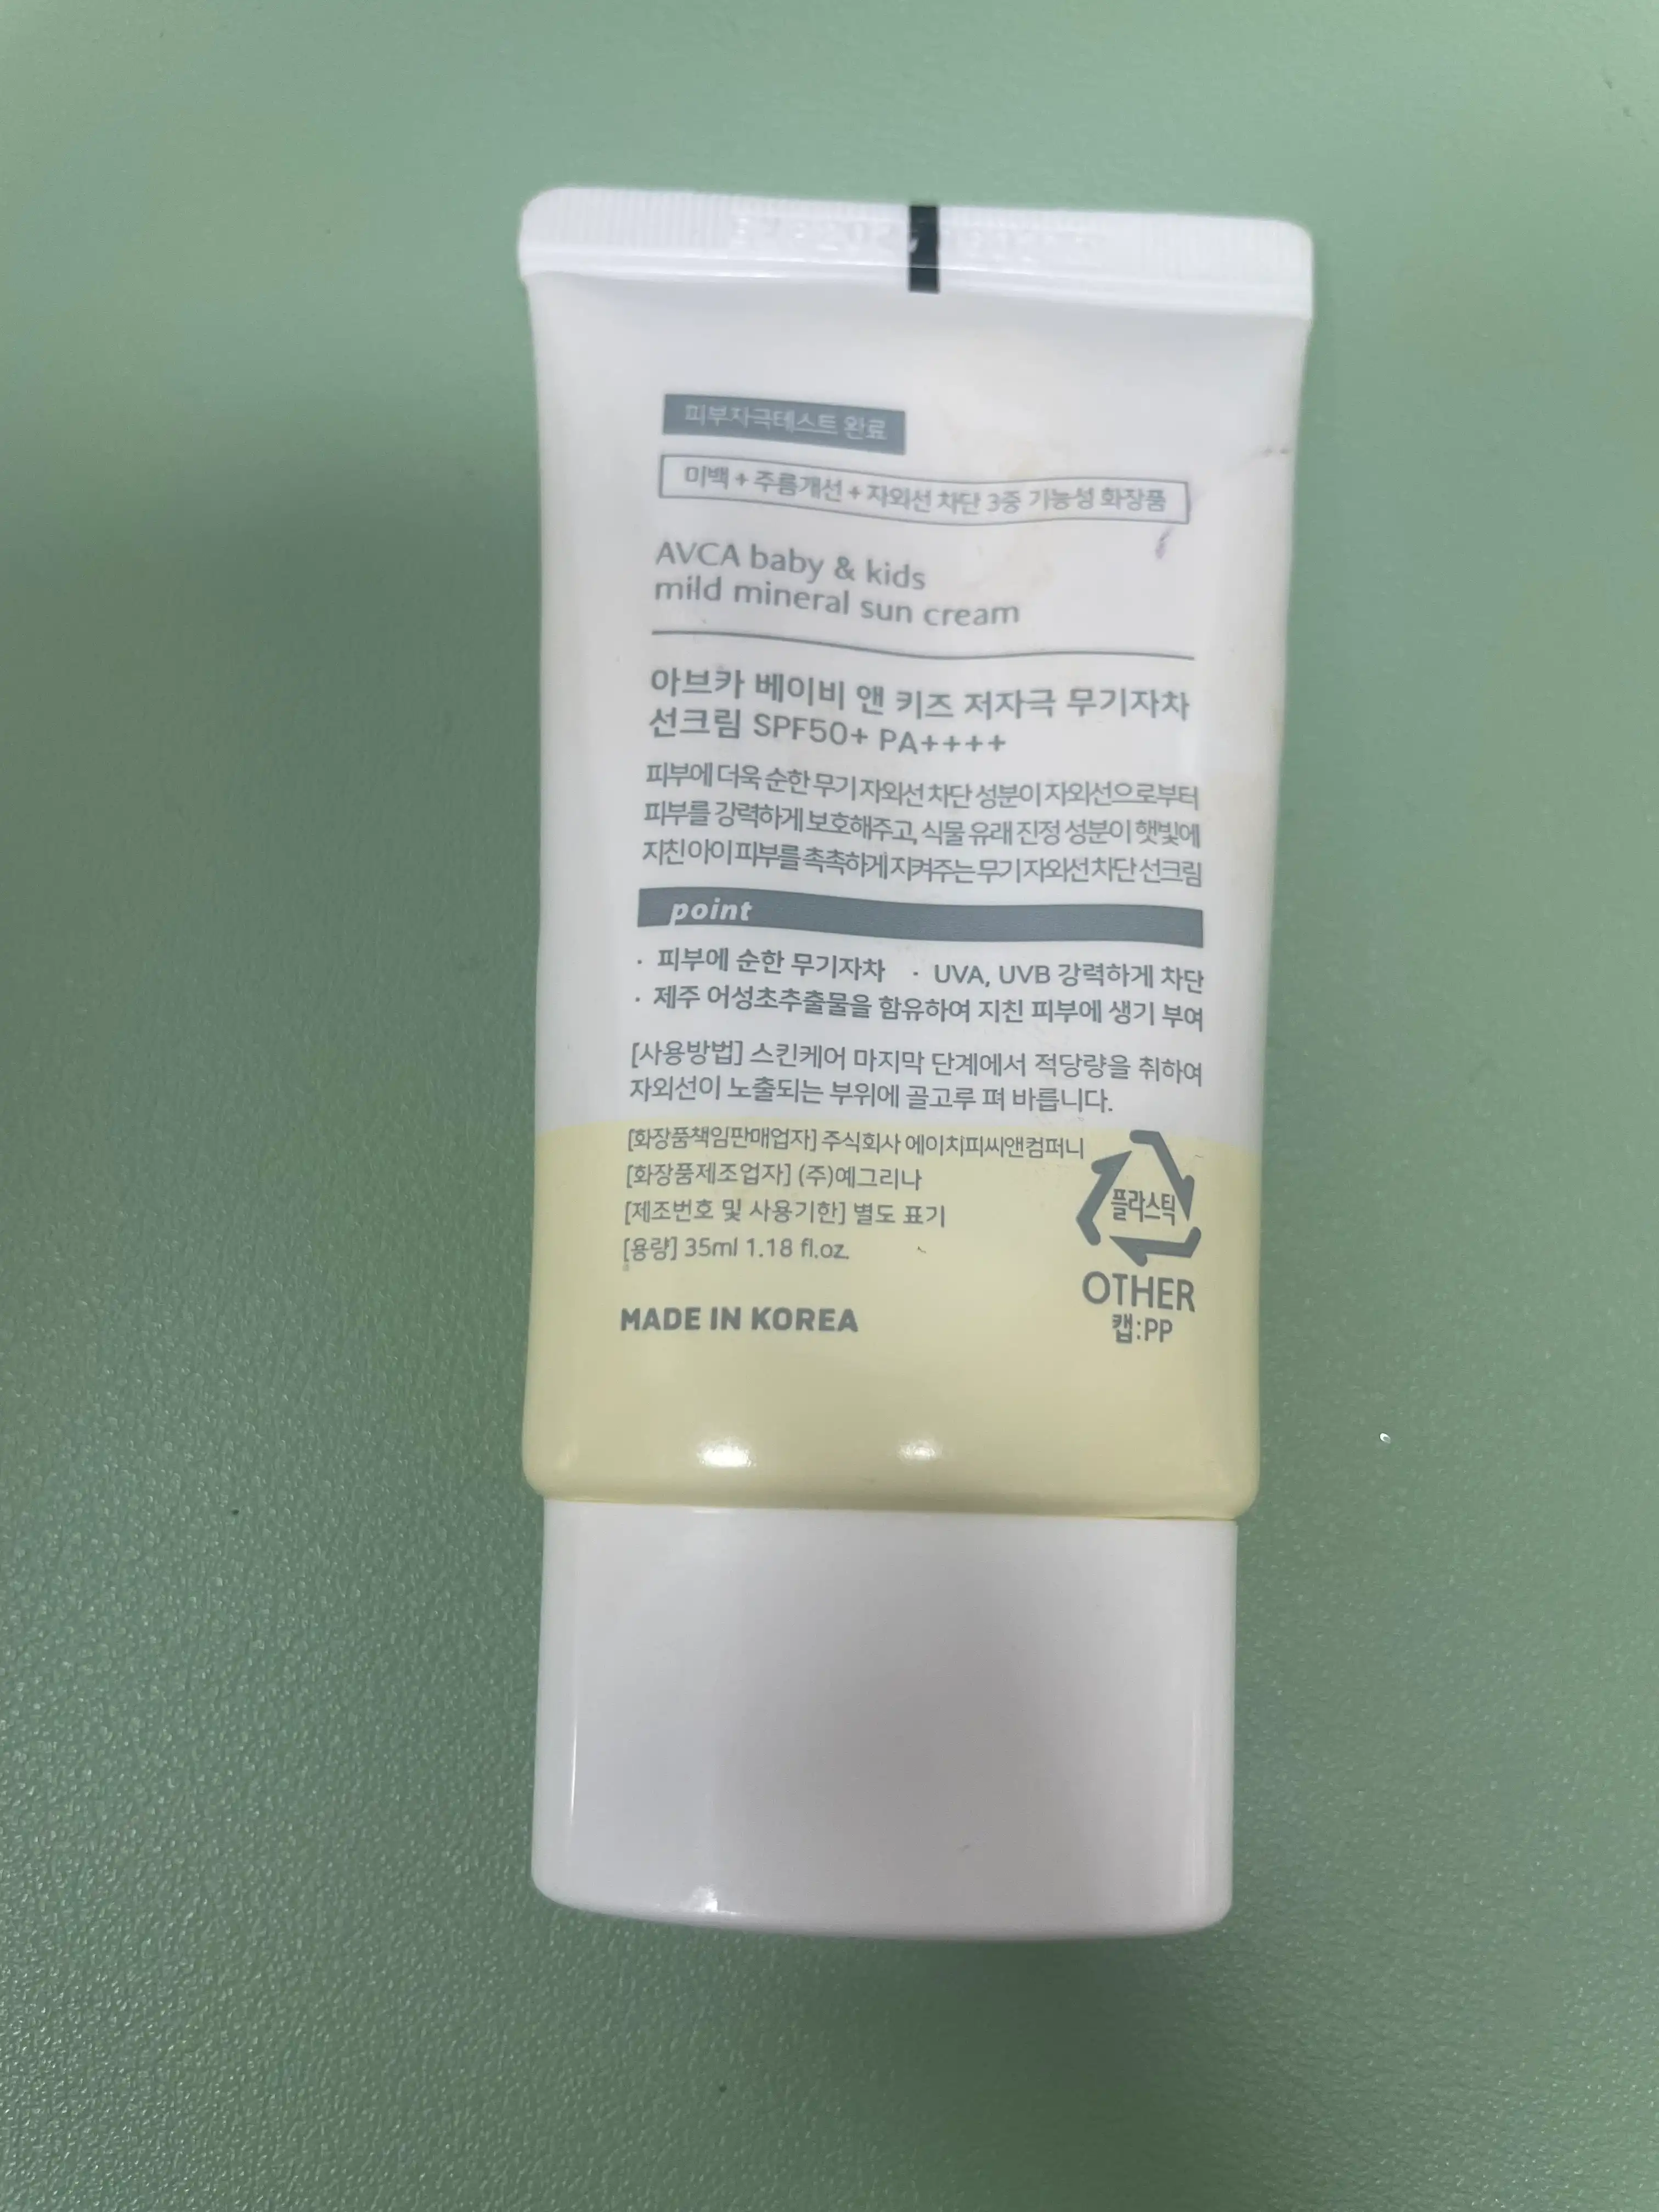 피부자극테스트 완료
미백 + 주름개선 + 자외선 차단 3중 기능성 화장품
AVCA baby & kids
mild mineral sun cream
아브카 베이비 앤 키즈 저자극 무기자차
선크림 SPF50+ PA++++
피부에 더욱 순한 무기 자외선 차단 성분이 자외선으로부터
피부를 강력하게 보호해주고, 식물 유래 진정 성분이 햇빛에
지친 아이 피부를 촉촉하게 지켜주는 무기 자외선 차단 선크림
point
· 피부에 순한 무기자차 · UVA, UVB 강력하게 차단
· 제주 어성초추출물을 함유하여 지친 피부에 생기 부여
[사용방법] 스킨케어 마지막 단계에서 적당량을 취하여
자외선이 노출되는 부위에 골고루 펴 바릅니다.
[화장품책임판매업자] 주식회사 에이치피씨앤컴퍼니
[화장품제조업자] (주)예그리나
[제조번호 및 사용기한] 별도 표기
[용량] 35ml 1.18 fl.oz.
MADE IN KOREA
플라스틱
OTHER
캡:PP